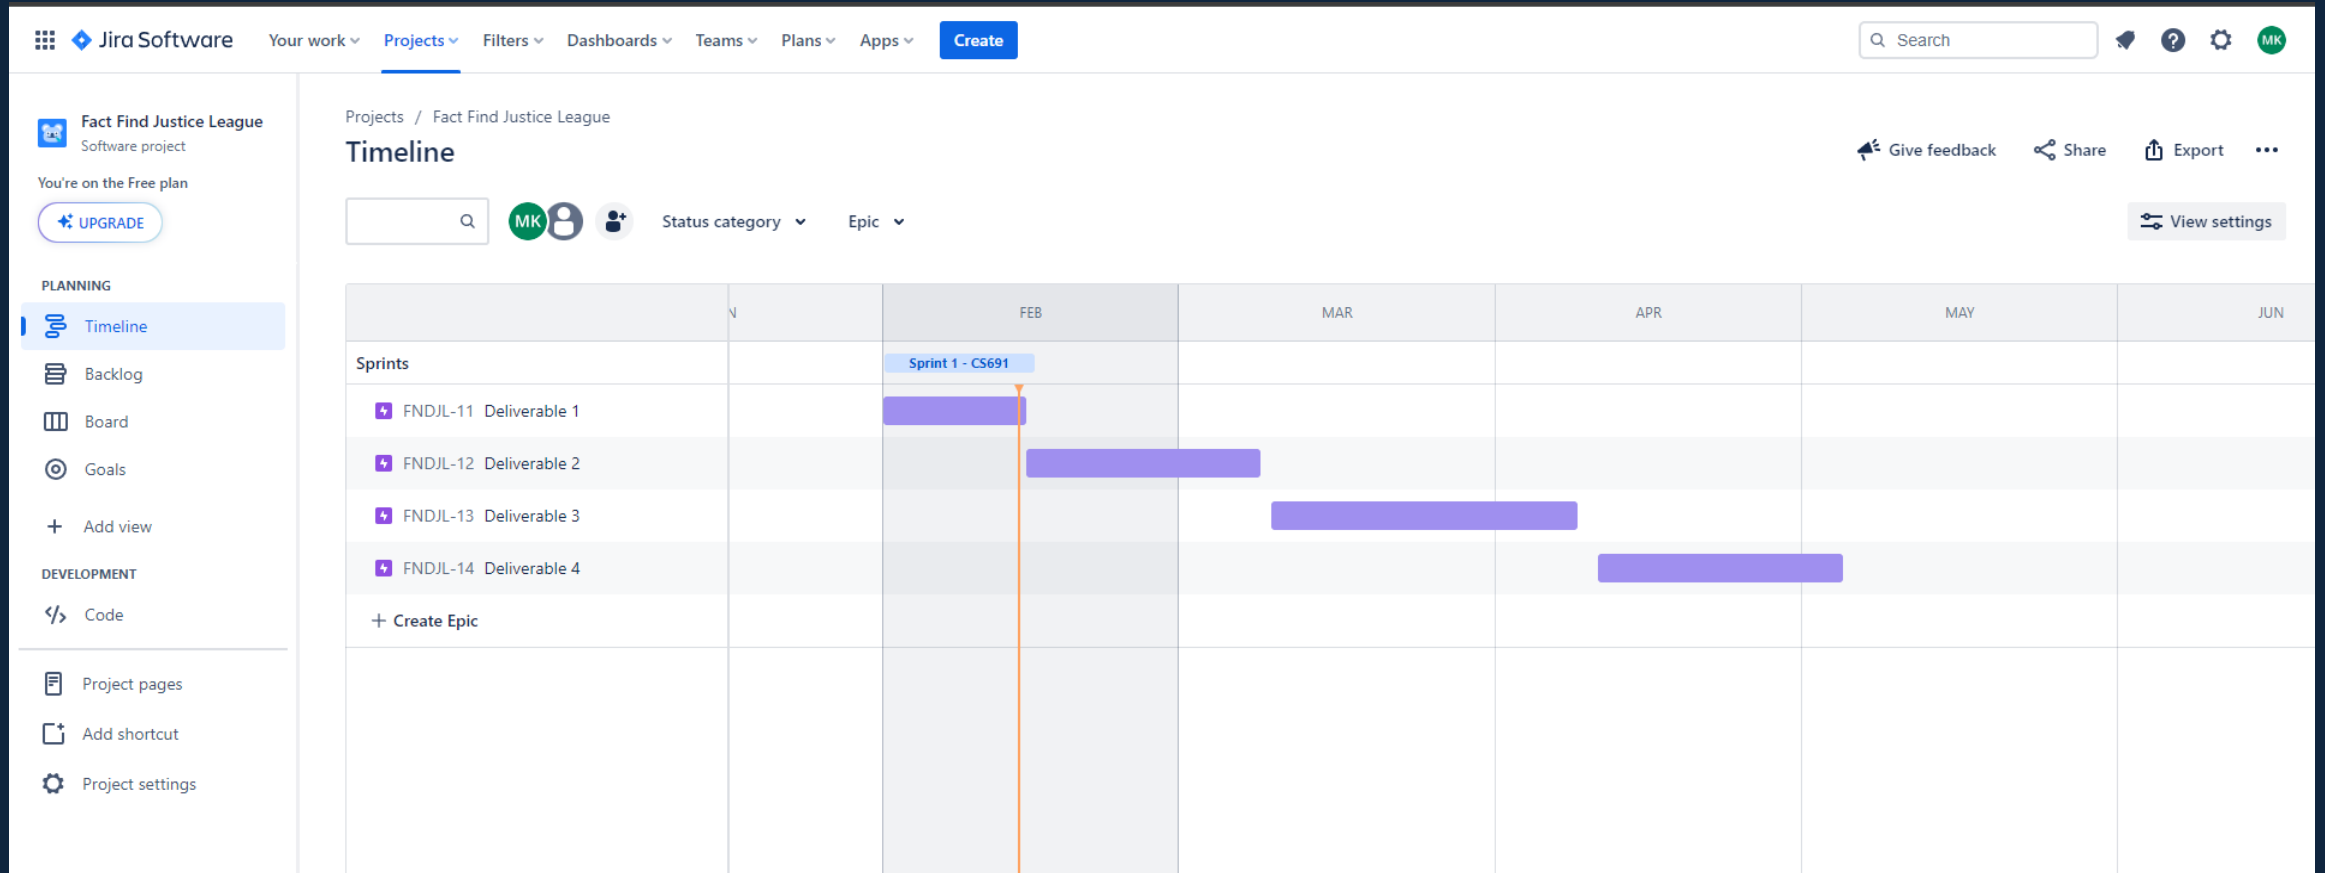 Jira Software Your work Projects Filters Dashboards Teams Plans Apps Create Search MK
Fact Find Justice League
Software project
You're on the Free plan
UPGRADE
PLANNING
Timeline
Backlog
Board
Goals
Add view
DEVELOPMENT
Code
Project pages
Add shortcut
Project settings
Projects / Fact Find Justice League
Timeline
Give feedback Share Export
MK Status category Epic View settings
N FEB MAR APR MAY JUN
Sprints Sprint 1 - CS691
FNDJL-11 Deliverable 1
FNDJL-12 Deliverable 2
FNDJL-13 Deliverable 3
FNDJL-14 Deliverable 4
+ Create Epic